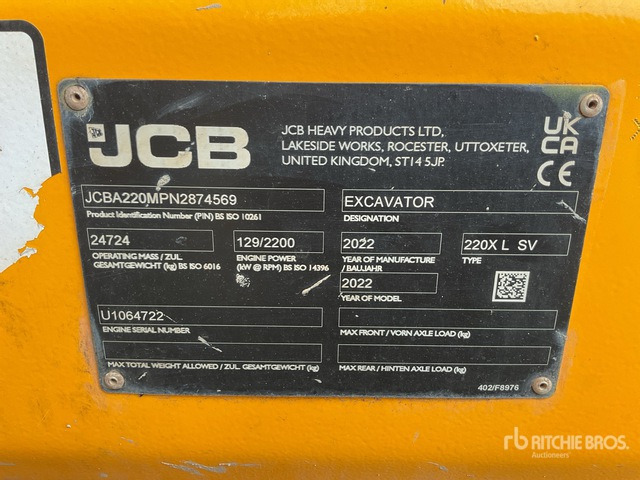 JCB
JCB HEAVY PRODUCTS LTD,
LAKESIDE WORKS, ROCESTER, UTTOXETER,
UNITED KINGDOM, ST14 5JP.
UK
CA
CE
JCBA220MPN2874569
Product Identification Number (PIN) BS ISO 10261
EXCAVATOR
DESIGNATION
24724
OPERATING MASS / ZUL.
GESAMTGEWICHT (kg) BS ISO 6016
129/2200
ENGINE POWER
(kW @ RPM) BS ISO 14396
2022
YEAR OF MANUFACTURE
/ BAUJAHR
220X L SV
TYPE
2022
YEAR OF MODEL
U1064722
ENGINE SERIAL NUMBER
MAX FRONT / VORN AXLE LOAD (kg)
MAX TOTAL WEIGHT ALLOWED / ZUL. GESAMTGEWICHT (kg)
MAX REAR / HINTEN AXLE LOAD (kg)
402/F8976
rb RITCHIE BROS.
Auctioneers